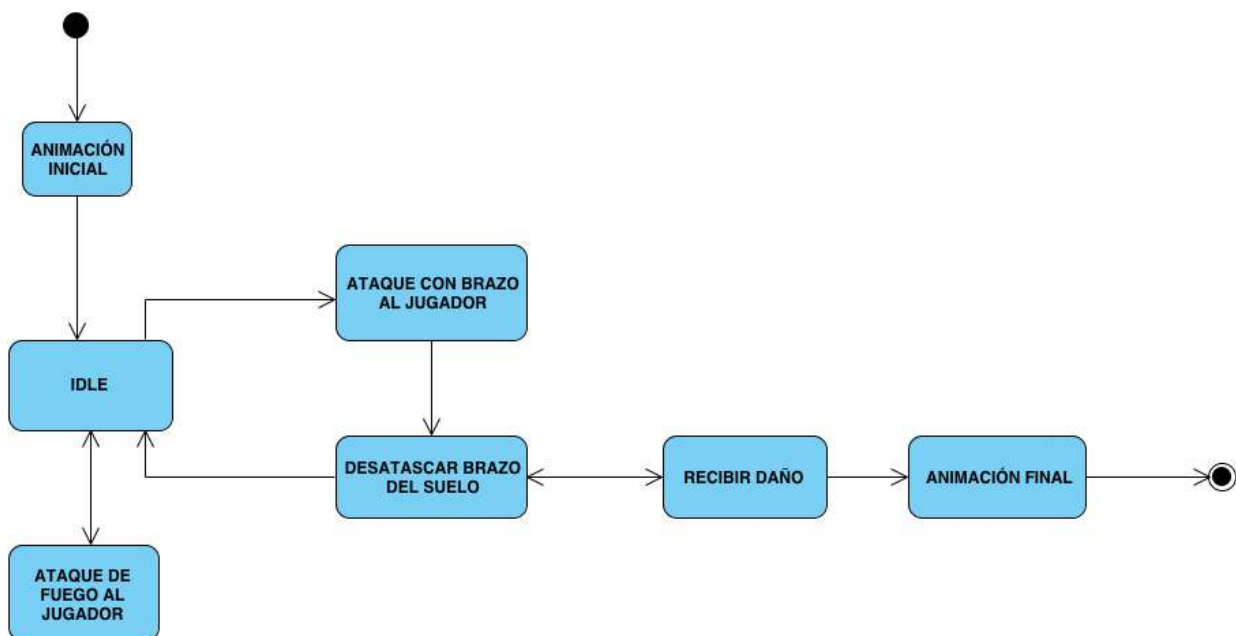 ANIMACIÓN
INICIAL
ATAQUE CON BRAZO
AL JUGADOR
IDLE
DESATASCAR BRAZO
DEL SUELO
RECIBIR DAÑO
ANIMACIÓN FINAL
ATAQUE DE
FUEGO AL
JUGADOR